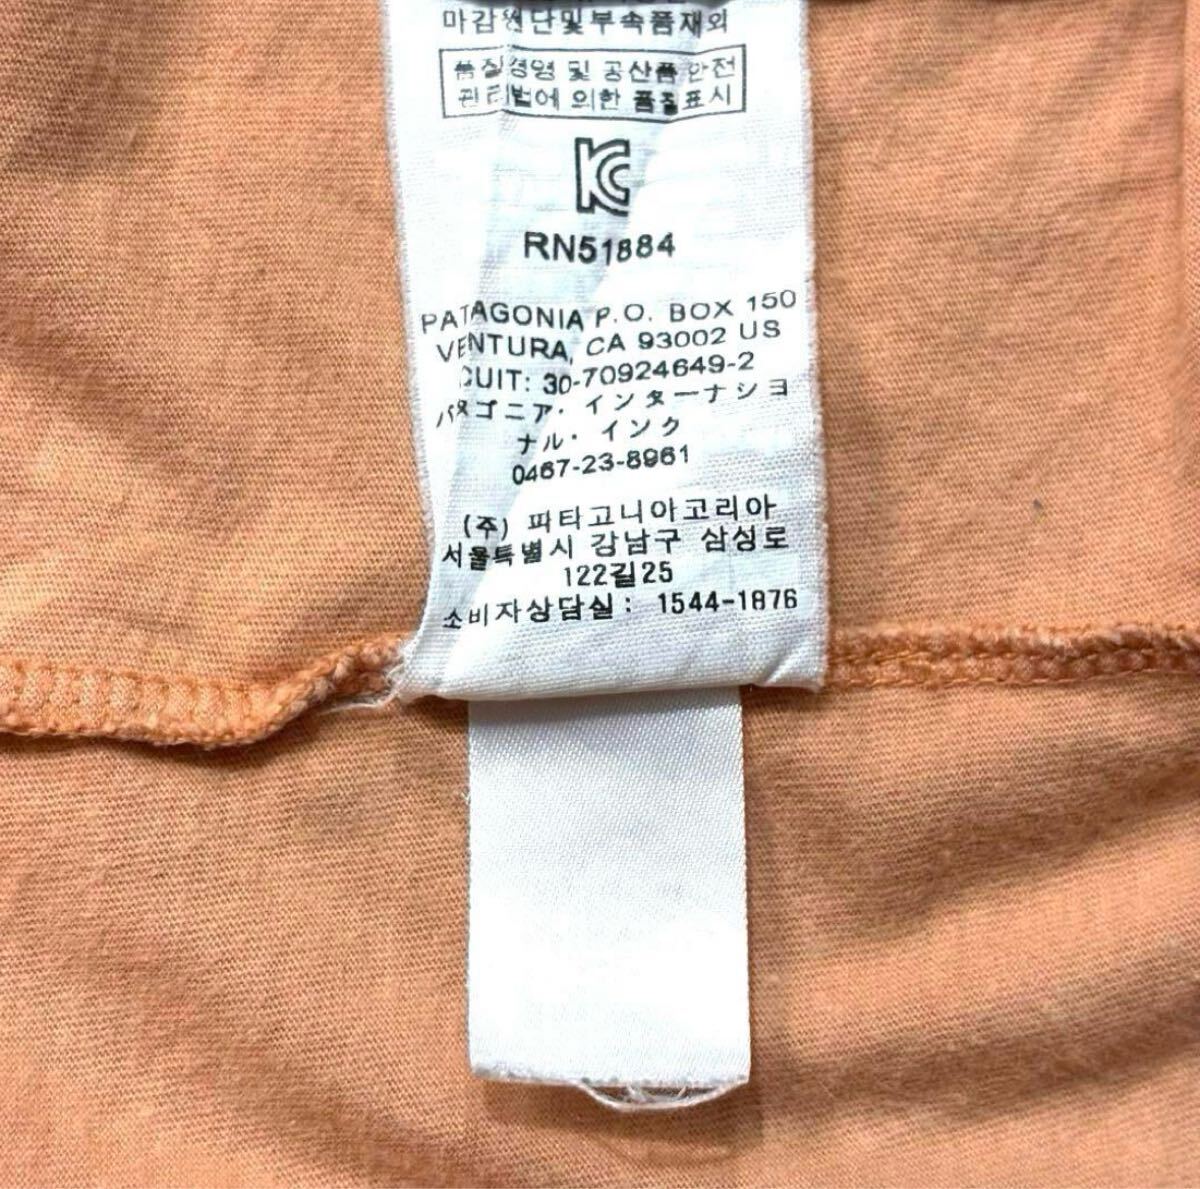 마감원단및부속품재외
품질경영 및 공산품 안전
관리법에 의한 품질표시
KC
RN51884
PATAGONIA P.O. BOX 150
VENTURA, CA 93002 US
CUIT: 30-70924649-2
パタゴニア・インターナショ
ナル・インク
0467-23-8961
(주) 파타고니아코리아
서울특별시 강남구 삼성로
122길25
소비자상담실: 1544-1876